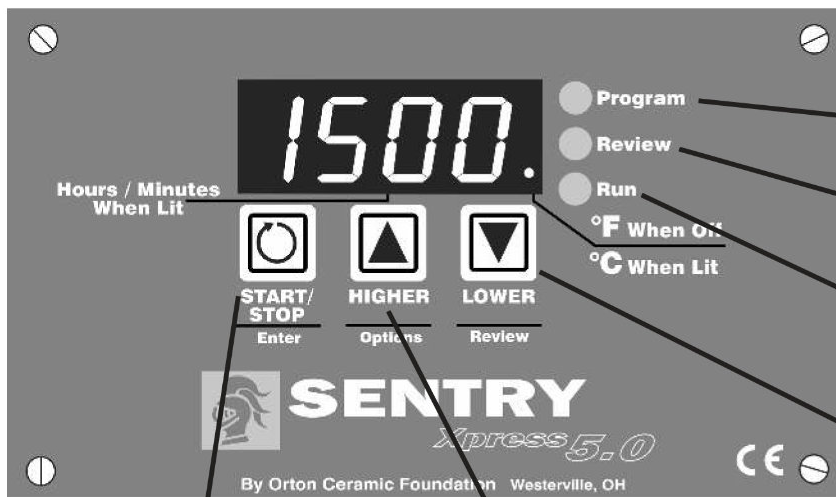 1500.
Program
Review
Run
Hours / Minutes
When Lit
°F When Off
°C When Lit
START/
STOP
Enter
HIGHER
Options
LOWER
Review
SENTRY
Xpress 5.0
CE
By Orton Ceramic Foundation Westerville, OH